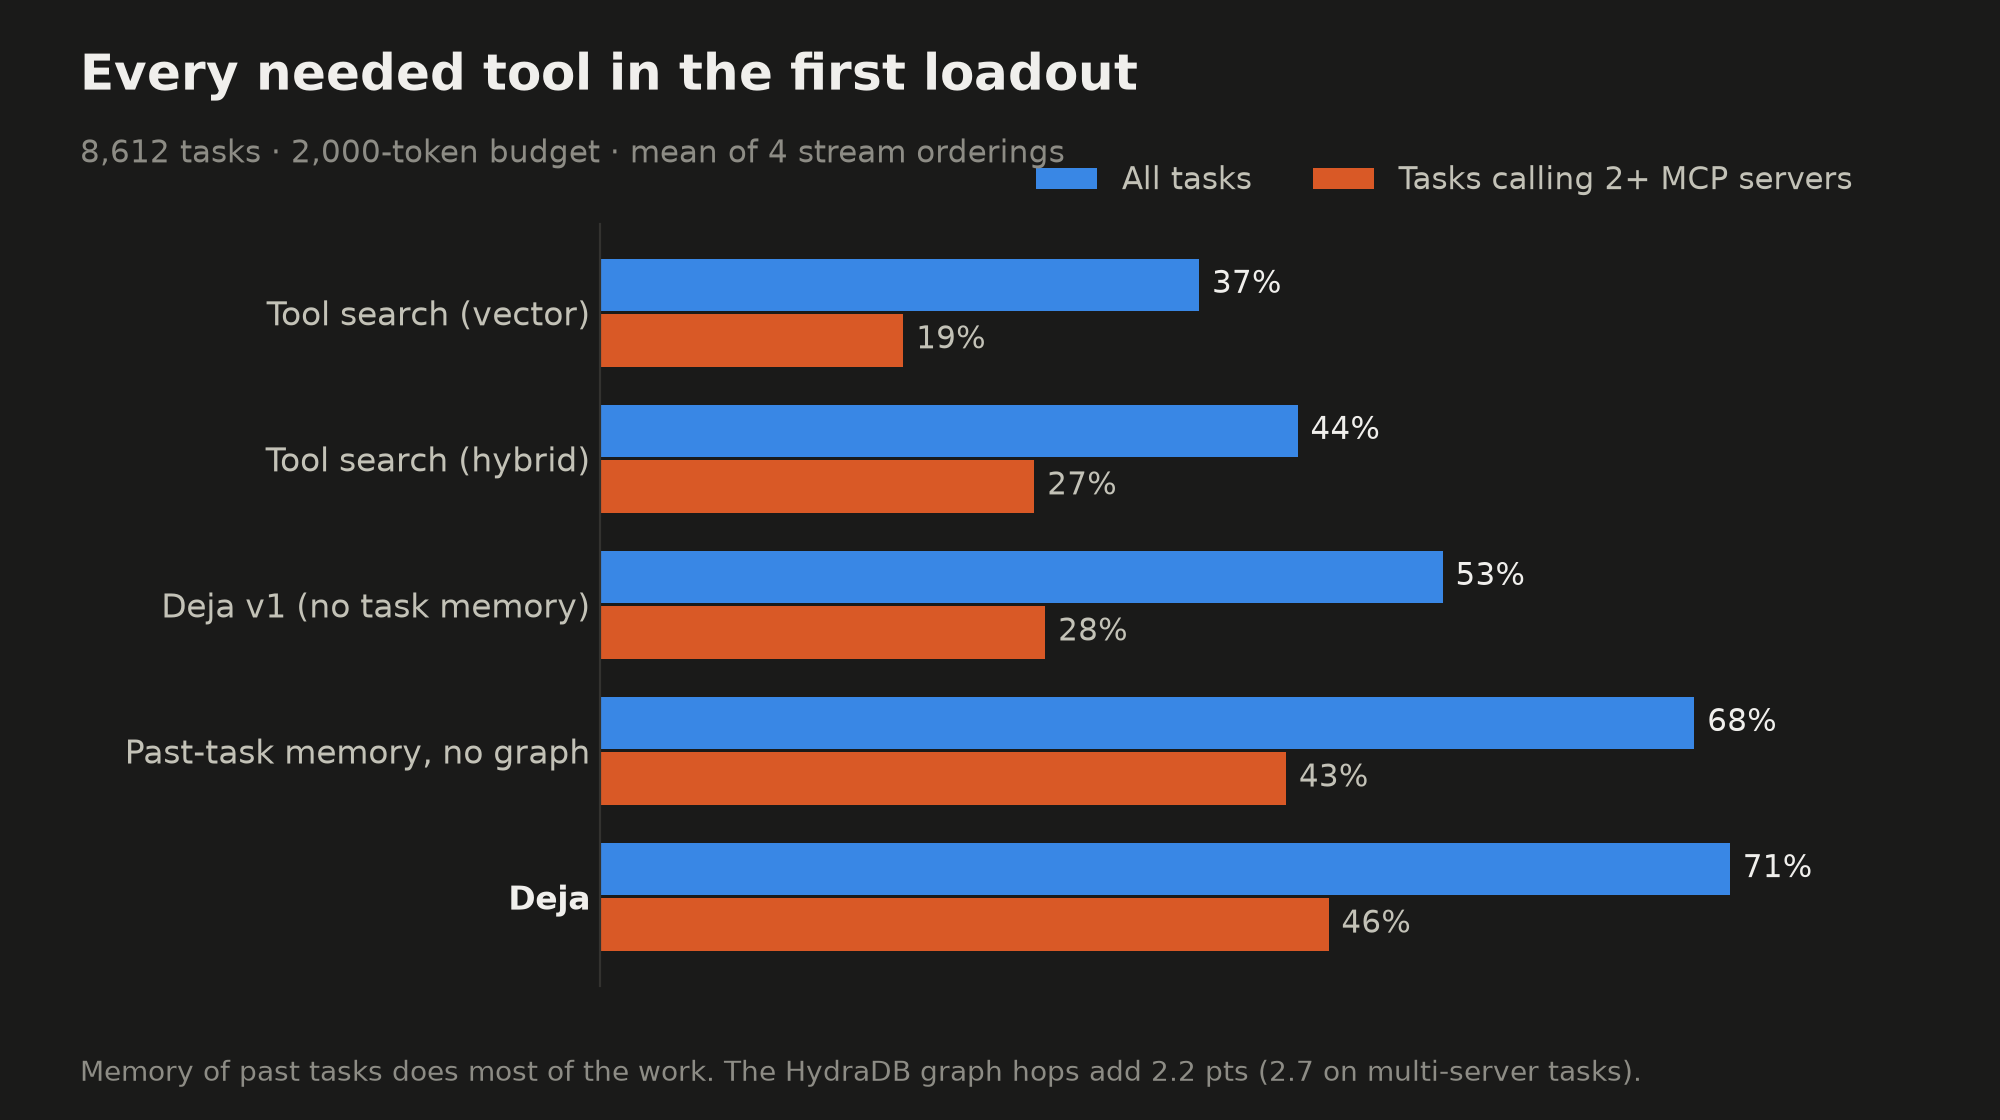 Every needed tool in the first loadout
8,612 tasks · 2,000-token budget · mean of 4 stream orderings
All tasks
Tasks calling 2+ MCP servers
Tool search (vector)
37%
19%
Tool search (hybrid)
44%
27%
Deja v1 (no task memory)
53%
28%
Past-task memory, no graph
68%
43%
Deja
71%
46%
Memory of past tasks does most of the work. The HydraDB graph hops add 2.2 pts (2.7 on multi-server tasks).